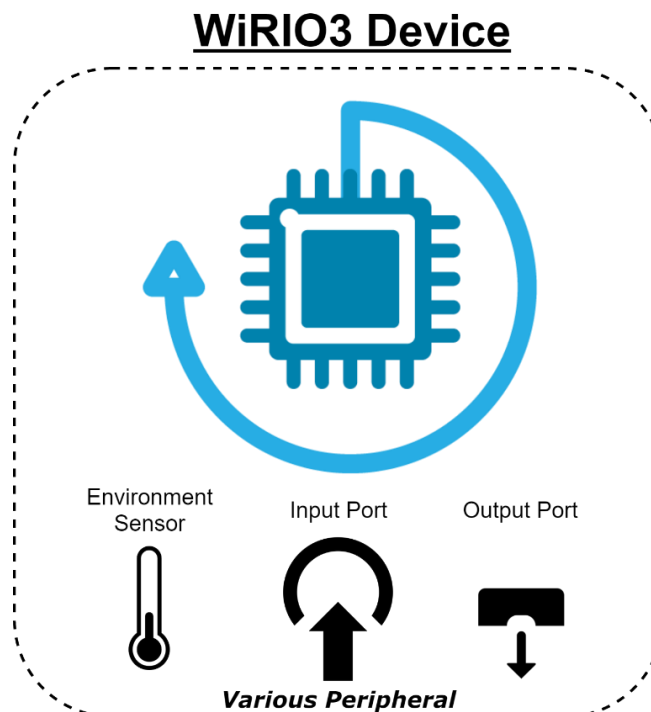 WiRIO3 Device
Environment
Sensor
Input Port
Output Port
Various Peripheral